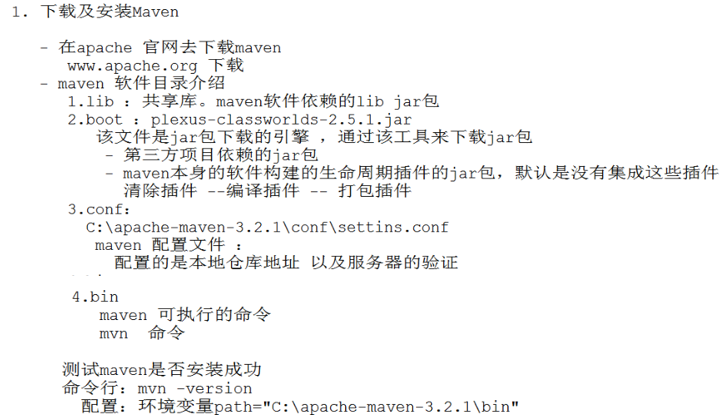 1. 下载及安装Maven
- 在apache 官网去下载maven
www.apache.org 下载
- maven 软件目录介绍
1.lib : 共享库。maven软件依赖的lib jar包
2.boot : plexus-classworlds-2.5.1.jar
该文件是jar包下载的引擎 ，通过该工具来下载jar包
- 第三方项目依赖的jar包
- maven本身的软件构建的生命周期插件的jar包，默认是没有集成这些插件
清除插件 --编译插件 -- 打包插件
3.conf:
C:\apache-maven-3.2.1\conf\settins.conf
maven 配置文件 ：
配置的是本地仓库地址 以及服务器的验证
4.bin
maven 可执行的命令
mvn 命令
测试maven是否安装成功
命令行：mvn -version
配置：环境变量path="C:\apache-maven-3.2.1\bin"